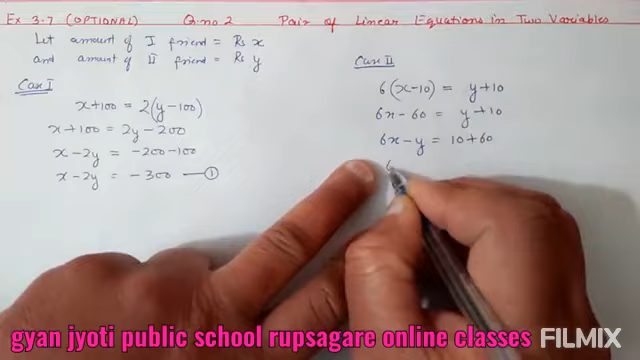 Ex 3.7 (OPTIONAL) Q.no 2 Pair of Linear Equations in Two Variables
Let amount of I friend = Rs x
and amount of II friend = Rs y
Case I
x+100 = 2(y-100)
x+100 = 2y-200
x-2y = -200-100
x-2y = -300 —①
Case II
6(x-10) = y+10
6x-60 = y+10
6x-y = 10+60
6
gyan jyoti public school rupsagare online classes
FILMIX